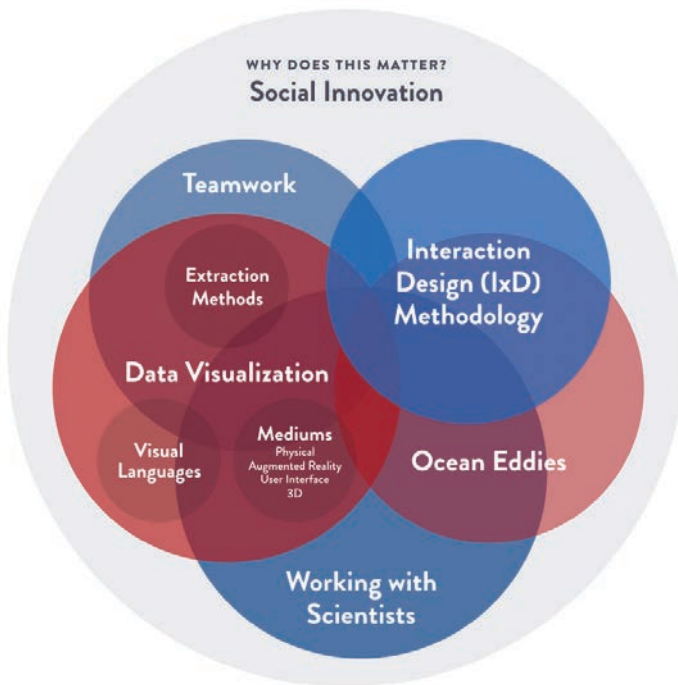 WHY DOES THIS MATTER?
Social Innovation
Teamwork
Interaction
Design (IxD)
Methodology
Extraction
Methods
Data Visualization
Visual
Languages
Mediums
Physical
Augmented Reality
User Interface
3D
Ocean Eddies
Working with
Scientists